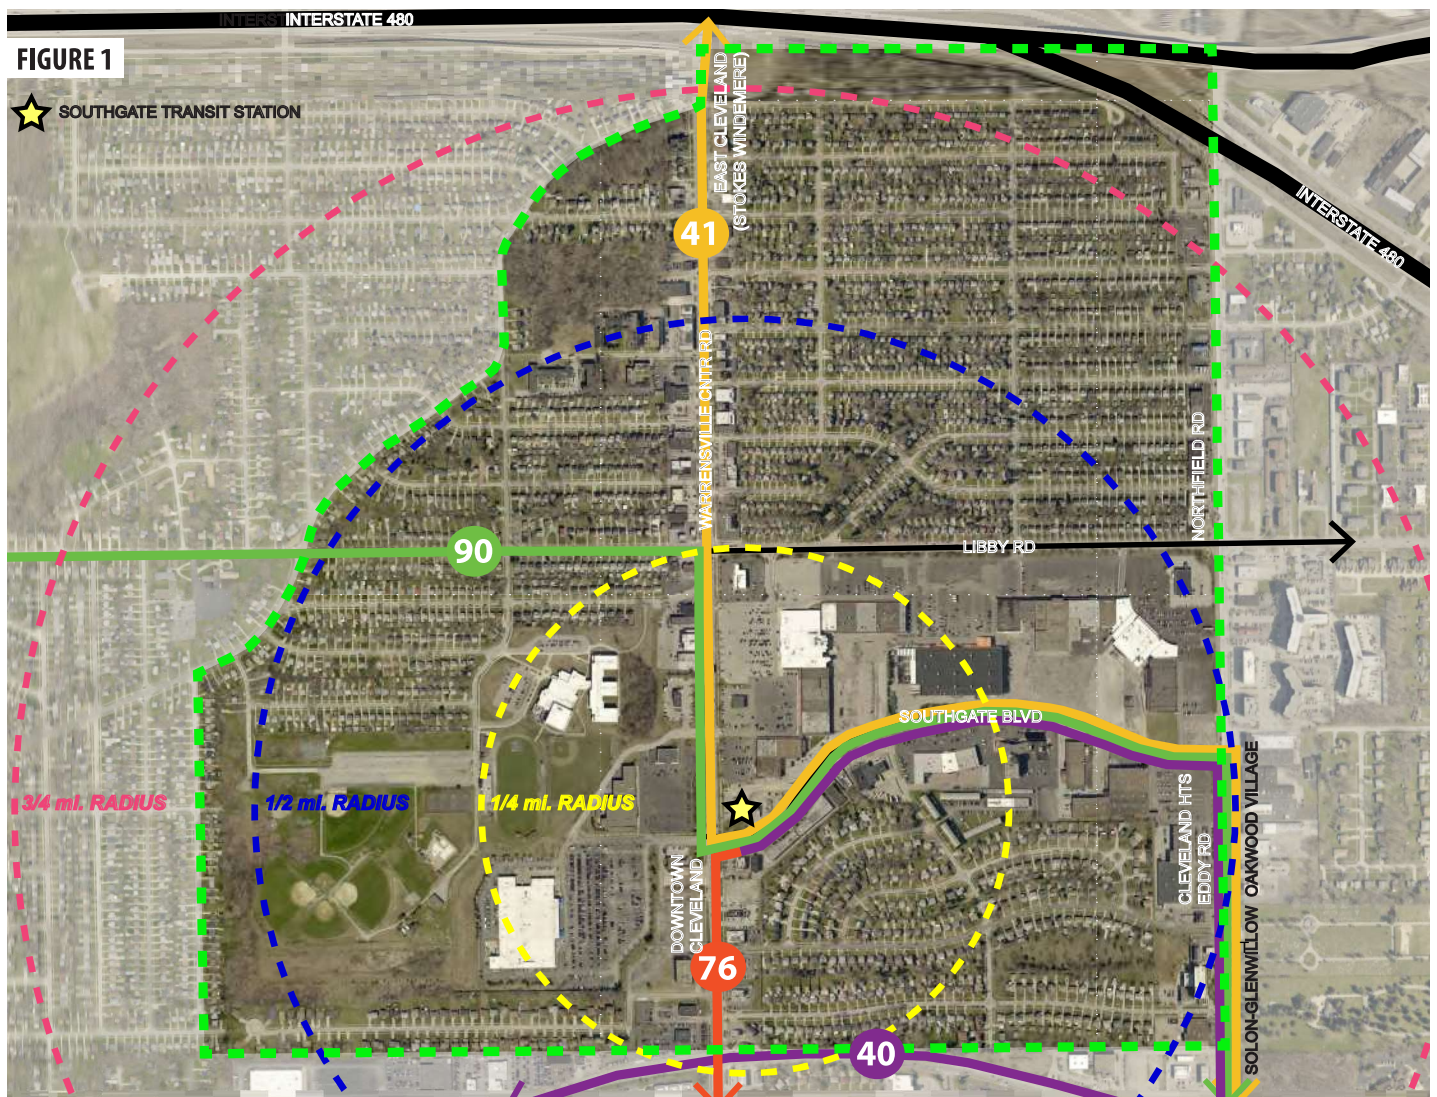 INTERSTATE 480
FIGURE 1
SOUTHGATE TRANSIT STATION
EAST CLEVELAND
(STOKES WINDEMERE)
41
INTERSTATE 480
WARRENSVILLE CNTR RD
NORTHFIELD RD
90
LIBBY RD
SOUTHGATE BLVD
3/4 mi. RADIUS
1/2 mi. RADIUS
1/4 mi. RADIUS
DOWNTOWN
CLEVELAND
CLEVELAND HTS
EDDY RD
SOLON-GLENWILLOW OAKWOOD VILLAGE
76
40